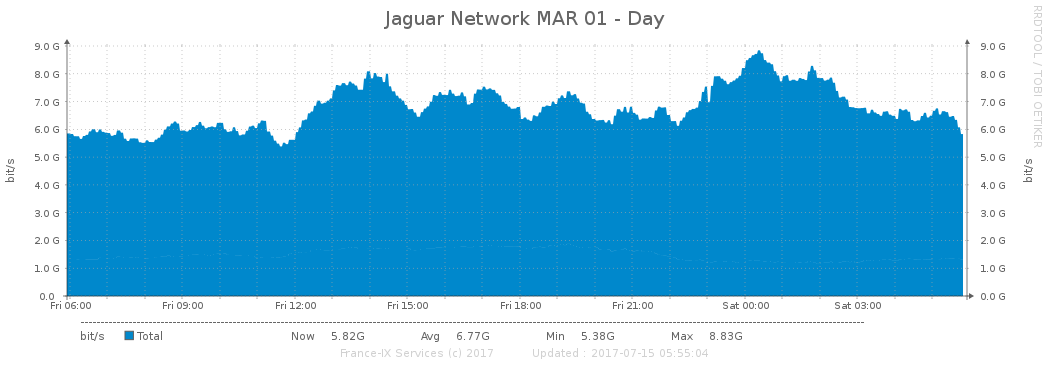 Jaguar Network MAR 01 - Day
RRDTOOL / TOBI OETIKER
9.0 G 9.0 G
8.0 G 8.0 G
7.0 G 7.0 G
6.0 G 6.0 G
5.0 G 5.0 G
4.0 G 4.0 G
3.0 G 3.0 G
2.0 G 2.0 G
1.0 G 1.0 G
0.0 0.0 G
bit/s bit/s
Fri 06:00 Fri 09:00 Fri 12:00 Fri 15:00 Fri 18:00 Fri 21:00 Sat 00:00 Sat 03:00
bit/s Total Now 5.82G Avg 6.77G Min 5.38G Max 8.83G
France-IX Services (c) 2017 Updated : 2017-07-15 05:55:04